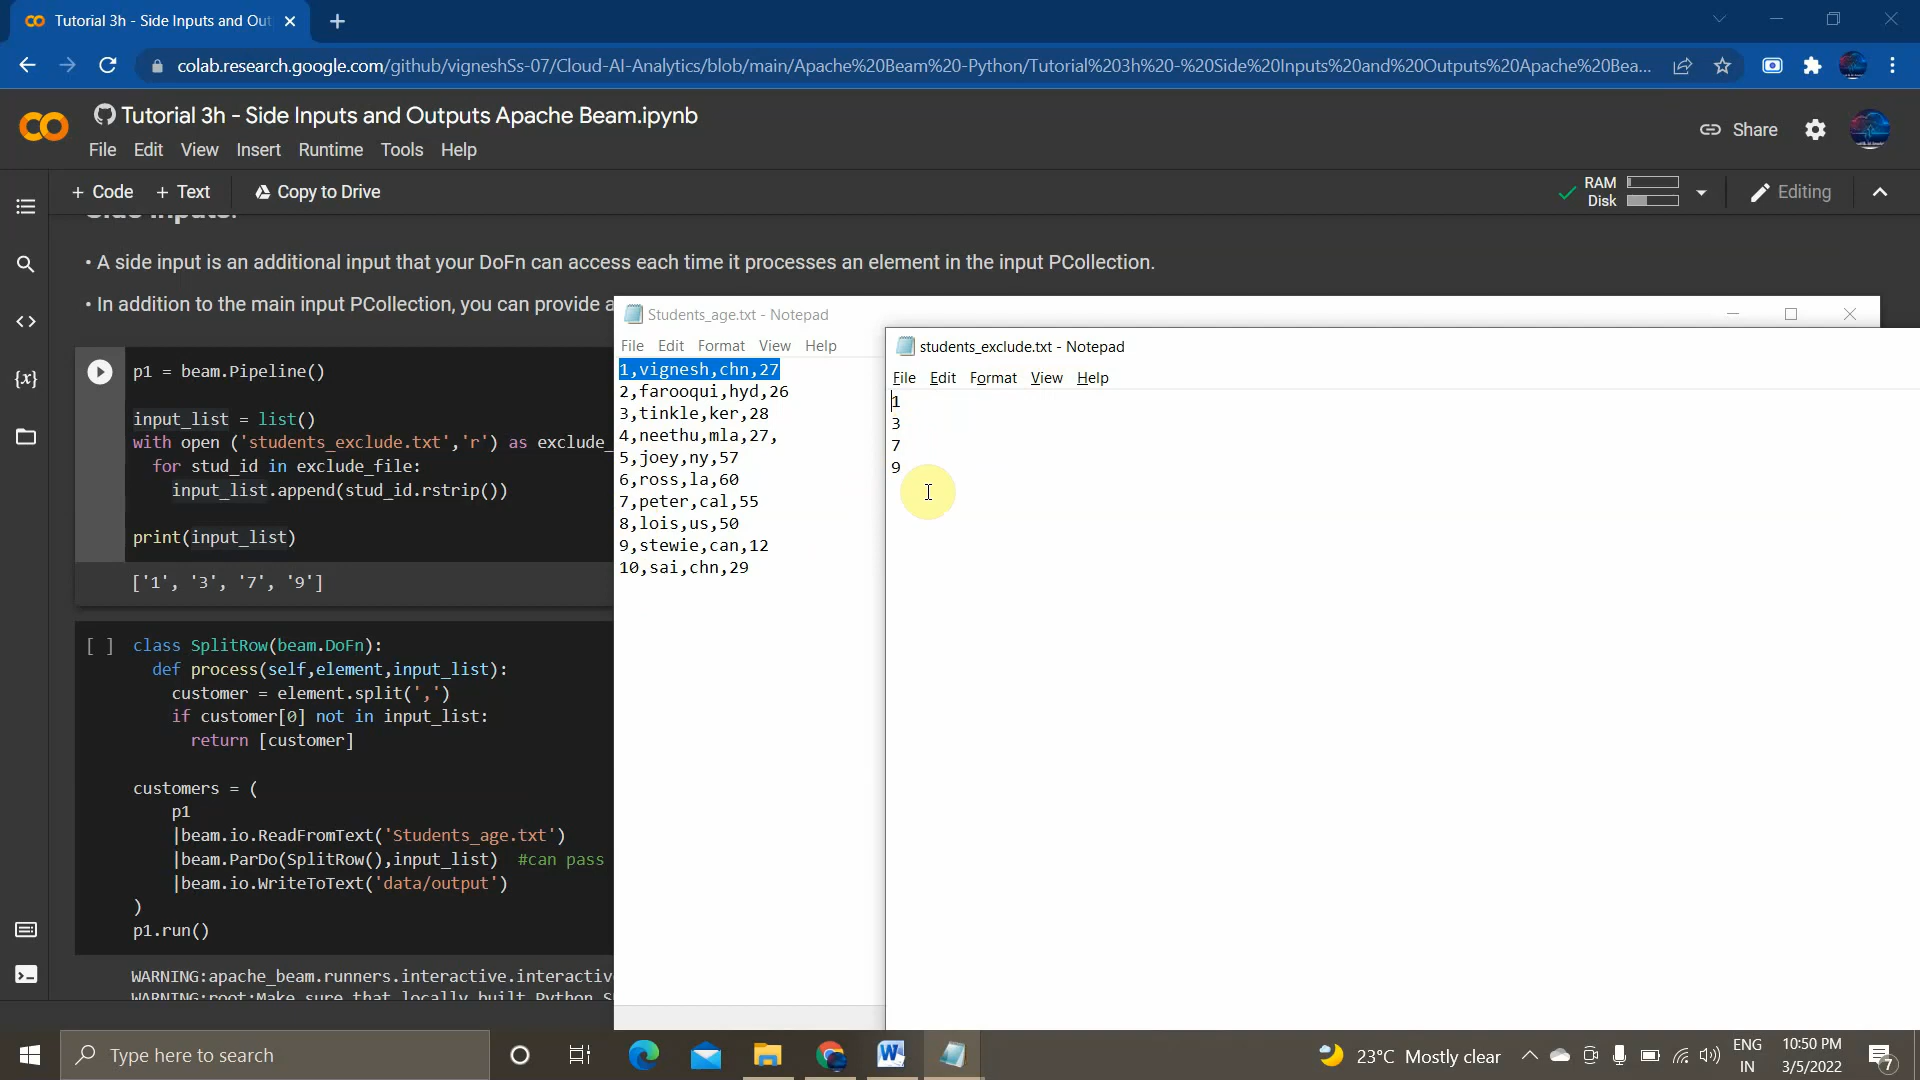 Tutorial 3h - Side Inputs and Out
colab.research.google.com/github/vigneshSs-07/Cloud-AI-Analytics/blob/main/Apache%20Beam%20-Python/Tutorial%203h%20-%20Side%20Inputs%20and%20Outputs%20Apache%20Bea...
Tutorial 3h - Side Inputs and Outputs Apache Beam.ipynb
File Edit View Insert Runtime Tools Help
Share
+ Code + Text Copy to Drive
RAM
Disk
Editing
Side Inputs:
• A side input is an additional input that your DoFn can access each time it processes an element in the input PCollection.
• In addition to the main input PCollection, you can provide a
p1 = beam.Pipeline()
input_list = list()
with open ('students_exclude.txt','r') as exclude_
for stud_id in exclude_file:
input_list.append(stud_id.rstrip())
print(input_list)
['1', '3', '7', '9']
[ ] class SplitRow(beam.DoFn):
def process(self,element,input_list):
customer = element.split(',')
if customer[0] not in input_list:
return [customer]
customers = (
p1
|beam.io.ReadFromText('Students_age.txt')
|beam.ParDo(SplitRow(),input_list) #can pass
|beam.io.WriteToText('data/output')
)
p1.run()
WARNING:apache_beam.runners.interactive.interactiv
WARNING:root:Make sure that locally built Python S
Students_age.txt - Notepad
File Edit Format View Help
1,vignesh,chn,27
2,farooqui,hyd,26
3,tinkle,ker,28
4,neethu,mla,27,
5,joey,ny,57
6,ross,la,60
7,peter,cal,55
8,lois,us,50
9,stewie,can,12
10,sai,chn,29
students_exclude.txt - Notepad
File Edit Format View Help
1
3
7
9
Type here to search
23°C Mostly clear
ENG
IN
10:50 PM
3/5/2022
7